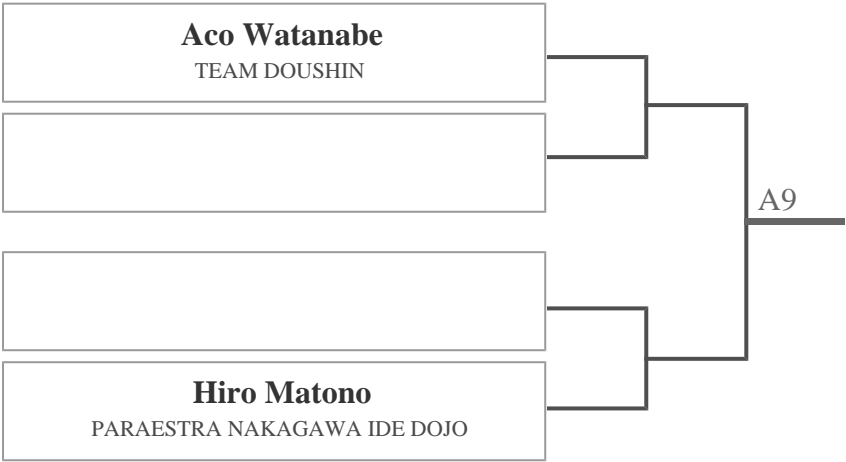 Aco Watanabe
TEAM DOUSHIN
A9
Hiro Matono
PARAESTRA NAKAGAWA IDE DOJO